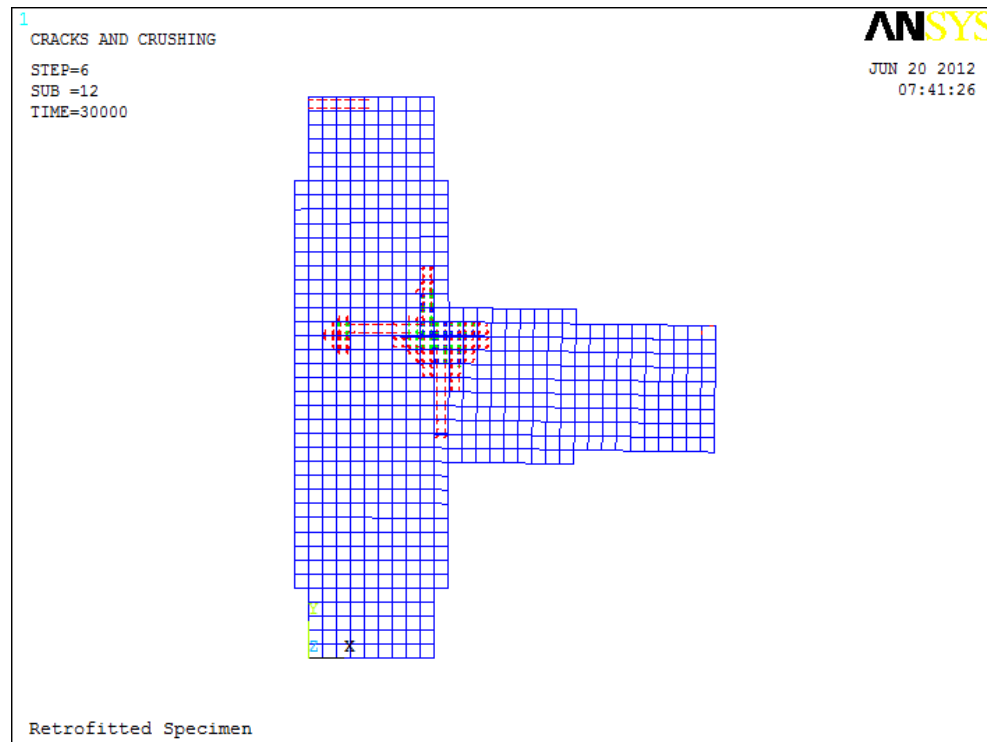 1
CRACKS AND CRUSHING
STEP=6
SUB =12
TIME=30000
ANSYS
JUN 20 2012
07:41:26
Y
Z X
Retrofitted Specimen